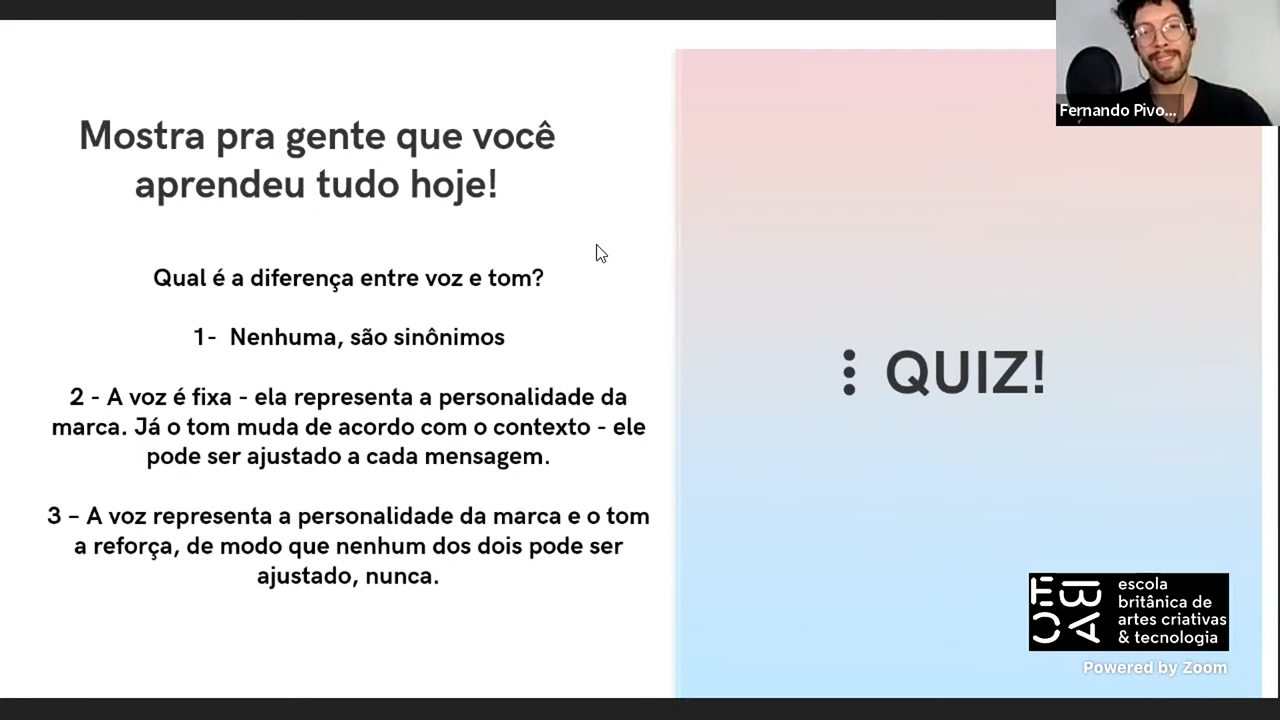 Fernando Pivo...
Mostra pra gente que você
aprendeu tudo hoje!
Qual é a diferença entre voz e tom?
1- Nenhuma, são sinônimos
2 - A voz é fixa - ela representa a personalidade da
marca. Já o tom muda de acordo com o contexto - ele
pode ser ajustado a cada mensagem.
3 – A voz representa a personalidade da marca e o tom
a reforça, de modo que nenhum dos dois pode ser
ajustado, nunca.
QUIZ!
EBAC
escola
britânica de
artes criativas
& tecnologia
Powered by Zoom